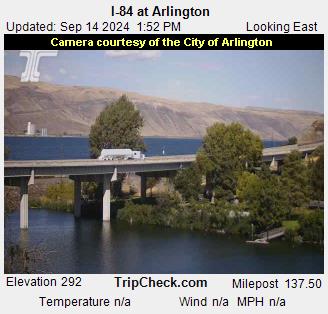 I-84 at Arlington
Updated: Sep 14 2024 1:52 PM Looking East
Camera courtesy of the City of Arlington
Elevation 292 TripCheck.com Milepost 137.50
Temperature n/a Wind n/a MPH n/a